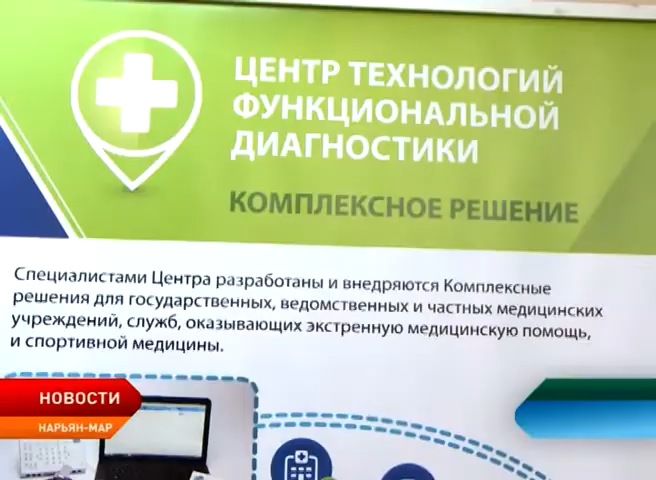 ЦЕНТР ТЕХНОЛОГИЙ
ФУНКЦИОНАЛЬНОЙ
ДИАГНОСТИКИ
КОМПЛЕКСНОЕ РЕШЕНИЕ
Специалистами Центра разработаны и внедряются Комплексные
решения для государственных, ведомственных и частных медицинских
учреждений, служб, оказывающих экстренную медицинскую помощь,
и спортивной медицины.
НОВОСТИ
НАРЬЯН-МАР